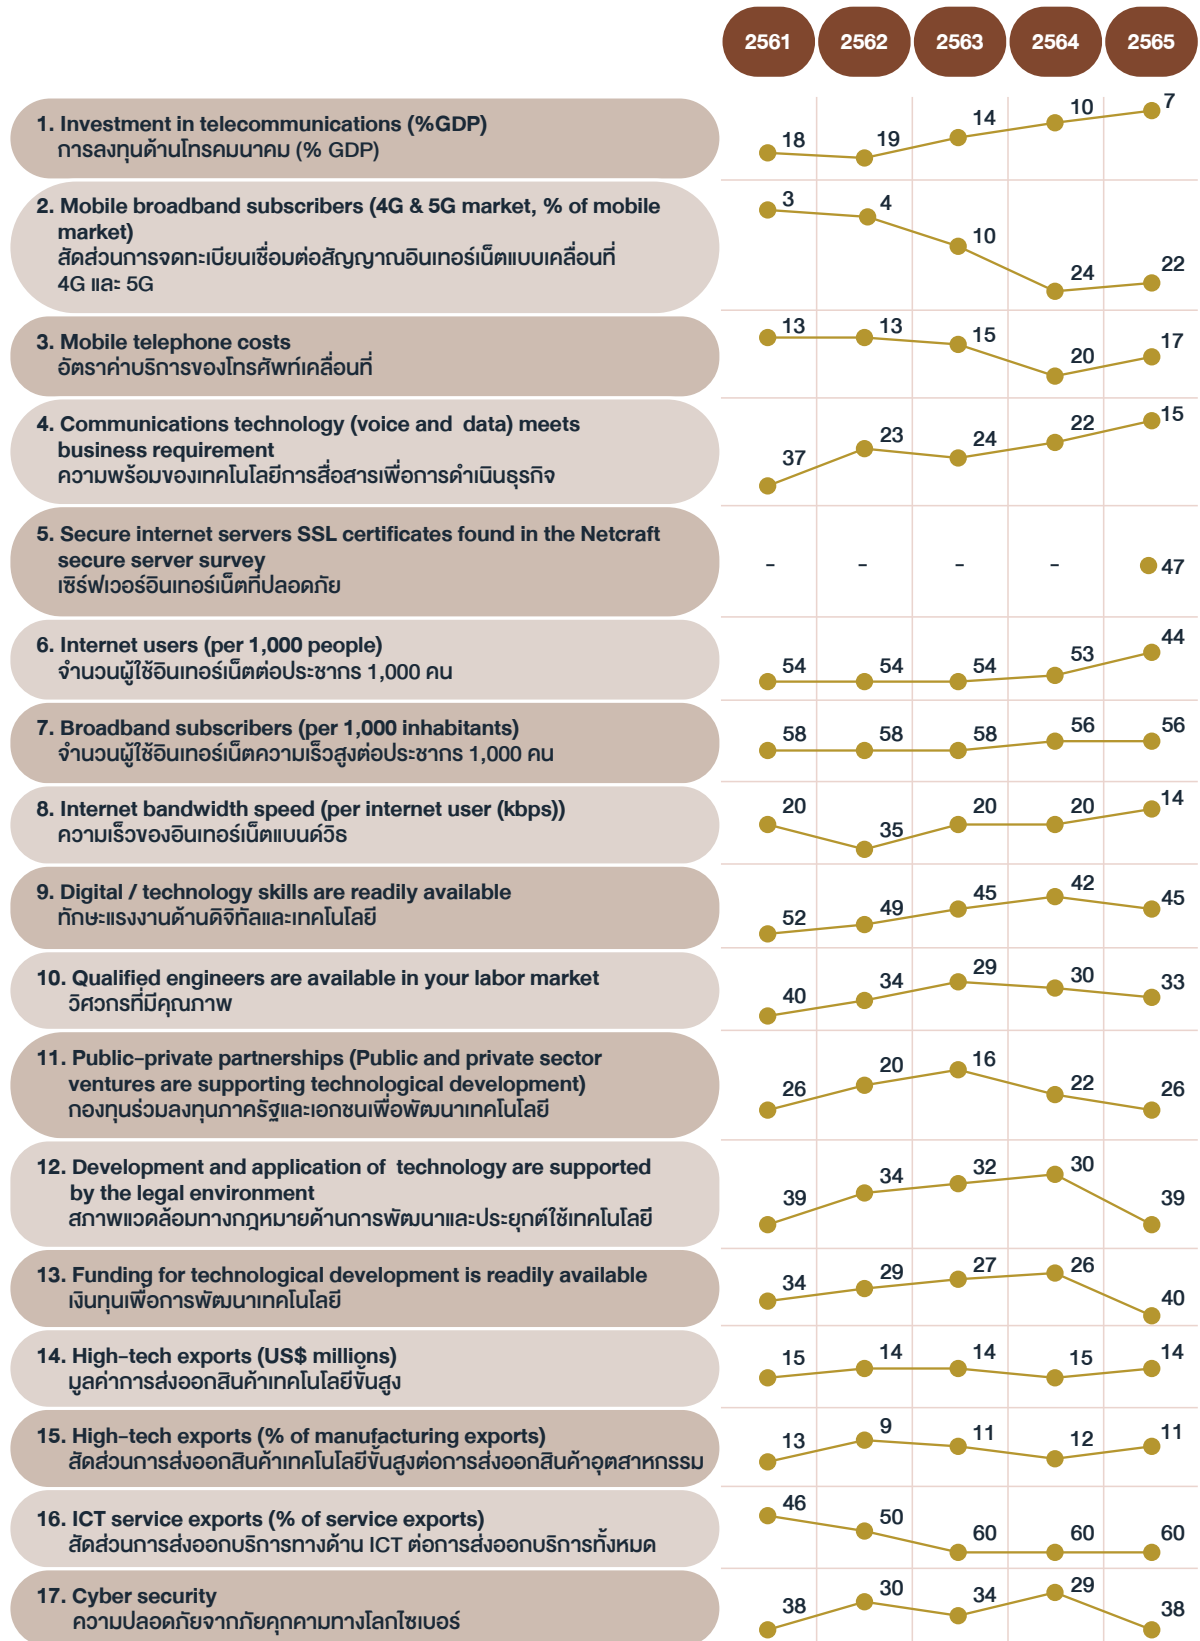 2561 2562 2563 2564 2565
1. Investment in telecommunications (%GDP)
การลงทุนด้านโทรคมนาคม (% GDP)
18 19 14 10 7
2. Mobile broadband subscribers (4G & 5G market, % of mobile
market)
สัดส่วนการจดทะเบียนเชื่อมต่อสัญญาณอินเทอร์เน็ตแบบเคลื่อนที่
4G และ 5G
3 4 10 24 22
3. Mobile telephone costs
อัตราค่าบริการของโทรศัพท์เคลื่อนที่
13 13 15 20 17
4. Communications technology (voice and data) meets
business requirement
ความพร้อมของเทคโนโลยีการสื่อสารเพื่อการดำเนินธุรกิจ
37 23 24 22 15
5. Secure internet servers SSL certificates found in the Netcraft
secure server survey
เซิร์ฟเวอร์อินเทอร์เน็ตที่ปลอดภัย
- - - - 47
6. Internet users (per 1,000 people)
จำนวนผู้ใช้อินเทอร์เน็ตต่อประชากร 1,000 คน
54 54 54 53 44
7. Broadband subscribers (per 1,000 inhabitants)
จำนวนผู้ใช้อินเทอร์เน็ตความเร็วสูงต่อประชากร 1,000 คน
58 58 58 56 56
8. Internet bandwidth speed (per internet user (kbps))
ความเร็วของอินเทอร์เน็ตแบนด์วิธ
20 35 20 20 14
9. Digital / technology skills are readily available
ทักษะแรงงานด้านดิจิทัลและเทคโนโลยี
52 49 45 42 45
10. Qualified engineers are available in your labor market
วิศวกรที่มีคุณภาพ
40 34 29 30 33
11. Public-private partnerships (Public and private sector
ventures are supporting technological development)
กองทุนร่วมลงทุนภาครัฐและเอกชนเพื่อพัฒนาเทคโนโลยี
26 20 16 22 26
12. Development and application of technology are supported
by the legal environment
สภาพแวดล้อมทางกฎหมายด้านการพัฒนาและประยุกต์ใช้เทคโนโลยี
39 34 32 30 39
13. Funding for technological development is readily available
เงินทุนเพื่อการพัฒนาเทคโนโลยี
34 29 27 26 40
14. High-tech exports (US$ millions)
มูลค่าการส่งออกสินค้าเทคโนโลยีขั้นสูง
15 14 14 15 14
15. High-tech exports (% of manufacturing exports)
สัดส่วนการส่งออกสินค้าเทคโนโลยีขั้นสูงต่อการส่งออกสินค้าอุตสาหกรรม
13 9 11 12 11
16. ICT service exports (% of service exports)
สัดส่วนการส่งออกบริการทางด้าน ICT ต่อการส่งออกบริการทั้งหมด
46 50 60 60 60
17. Cyber security
ความปลอดภัยจากภัยคุกคามทางโลกไซเบอร์
38 30 34 29 38